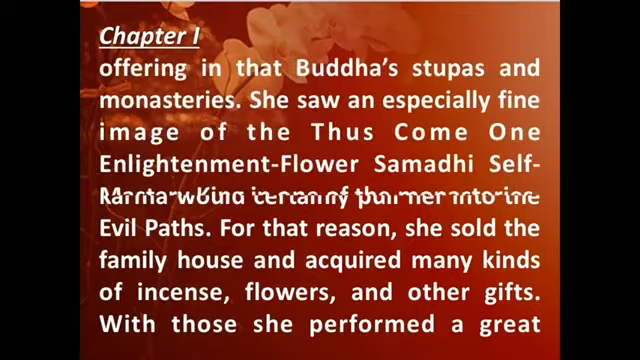 Chapter I
offering in that Buddha's stupas and
monasteries. She saw an especially fine
image of the Thus Come One
Enlightenment-Flower Samadhi Self-
Evil Paths. For that reason, she sold the
family house and acquired many kinds
of incense, flowers, and other gifts.
With those she performed a great